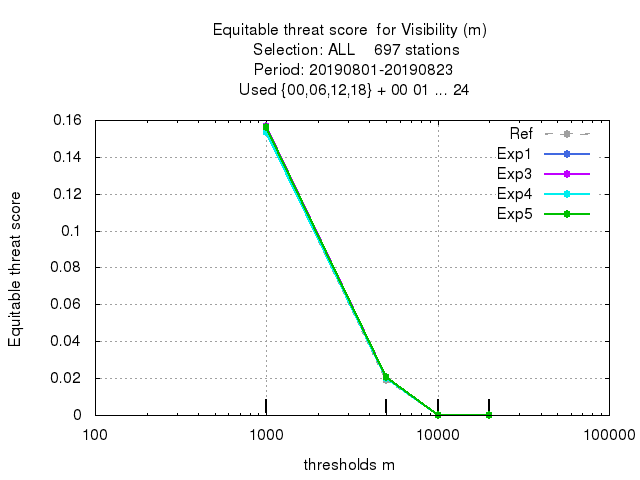 Equitable threat score for Visibility (m)
Selection: ALL 697 stations
Period: 20190801-20190823
Used {00,06,12,18} + 00 01 ... 24
Equitable threat score
0.16
0.14
0.12
0.1
0.08
0.06
0.04
0.02
0
Ref
Exp1
Exp3
Exp4
Exp5
100 1000 10000 100000
thresholds m